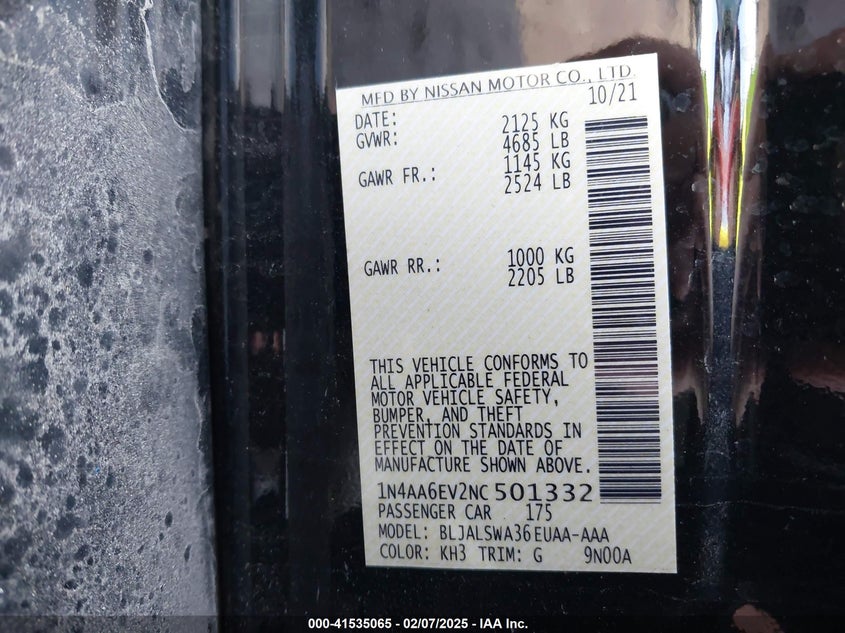 MFD BY NISSAN MOTOR CO., LTD.
DATE: 10/21
GVWR: 2125 KG
4685 LB
GAWR FR.: 1145 KG
2524 LB
GAWR RR.: 1000 KG
2205 LB
THIS VEHICLE CONFORMS TO
ALL APPLICABLE FEDERAL
MOTOR VEHICLE SAFETY,
BUMPER, AND THEFT
PREVENTION STANDARDS IN
EFFECT ON THE DATE OF
MANUFACTURE SHOWN ABOVE.
1N4AA6EV2NC501332
PASSENGER CAR 175
MODEL: BLJALSWA36EUAA-AAA
COLOR: KH3 TRIM: G 9N00A
000-41535065 - 02/07/2025 - IAA Inc.